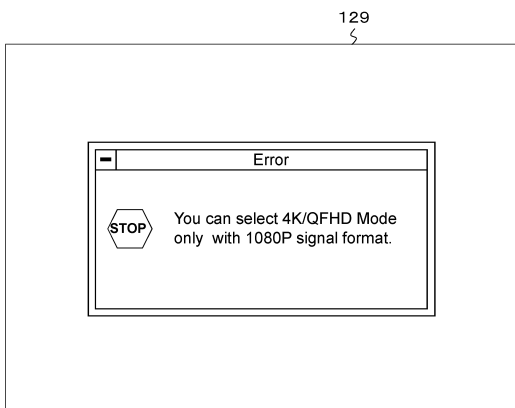 129
Error
STOP
You can select 4K/QFHD Mode
only with 1080P signal format.